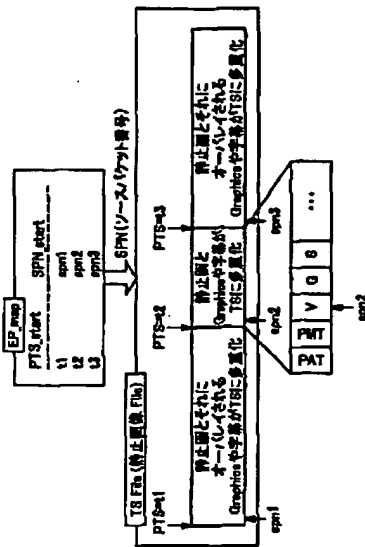 EP_map
PTS_start SPN_start
t1 spn1
t2 spn2
t3 spn3
SPN(ソースパケット番号)
TS File (静止画像 File)
PTS=t1
PTS=t2
PTS=t3
静止画とそれに
オーバレイされる
Graphicsや字幕がTSに多重化
静止画と
Graphicsや字幕が
TSに多重化
静止画とそれに
オーバレイされる
Graphicsや字幕がTSに多重化
spn1
spn2
spn3
PAT PMT V G S ...
spn2